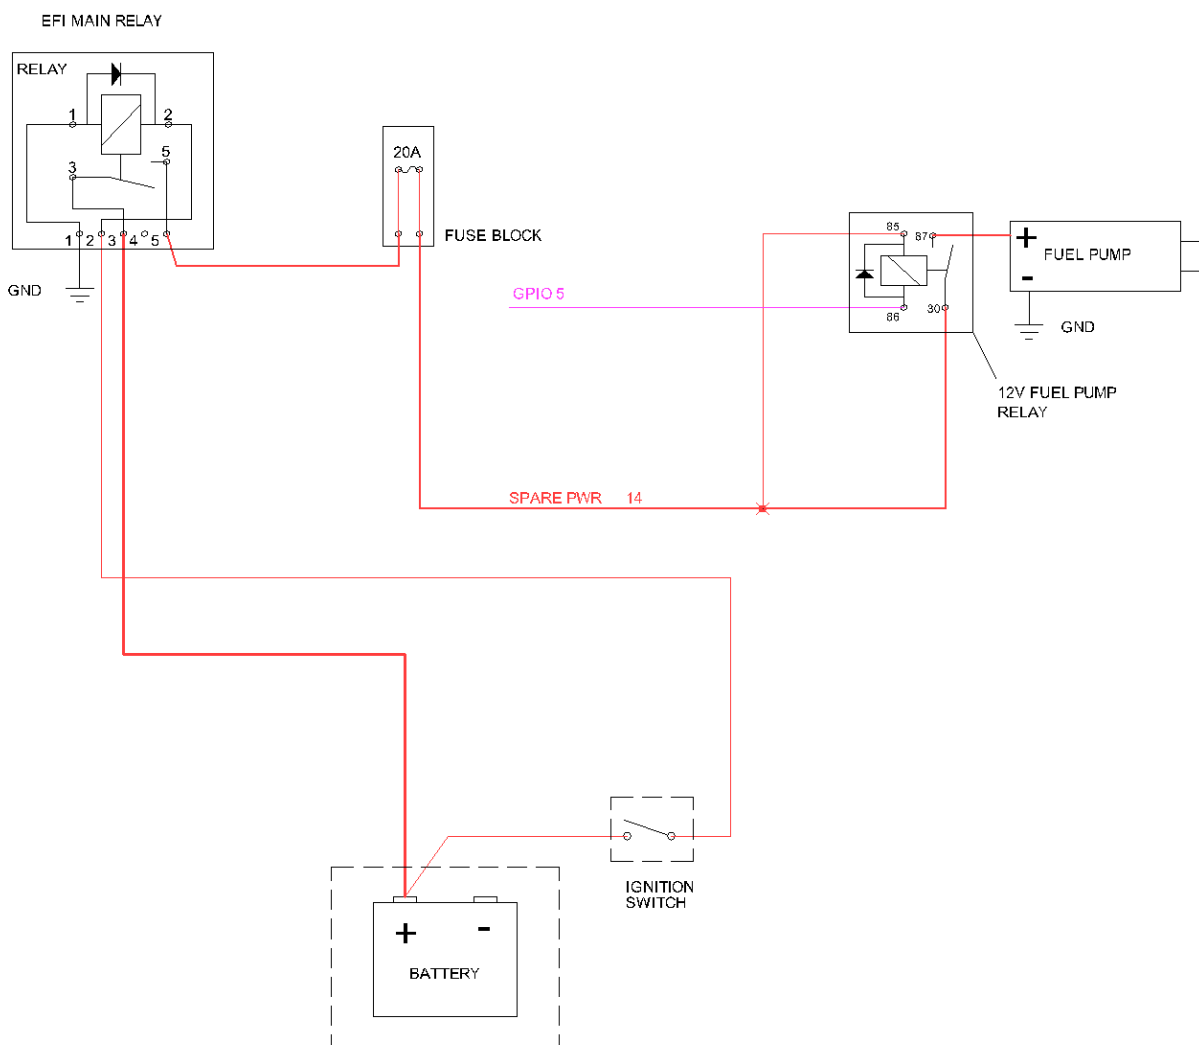 EFI MAIN RELAY
RELAY
1
2
5
3
1
2
3
4
5
GND
20A
FUSE BLOCK
GPIO 5
85
87
86
30
+
-
FUEL PUMP
GND
12V FUEL PUMP
RELAY
SPARE PWR 14
IGNITION
SWITCH
+
-
BATTERY